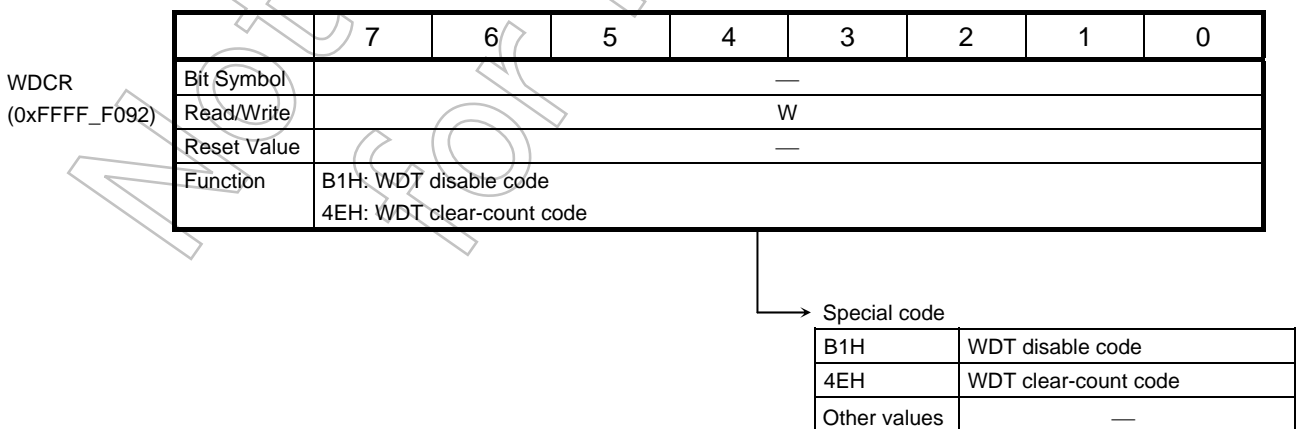 7 6 5 4 3 2 1 0
WDCR
(0xFFFF_F092)
Bit Symbol —
Read/Write W
Reset Value —
Function B1H: WDT disable code
4EH: WDT clear-count code
Special code
B1H WDT disable code
4EH WDT clear-count code
Other values —
Not
for